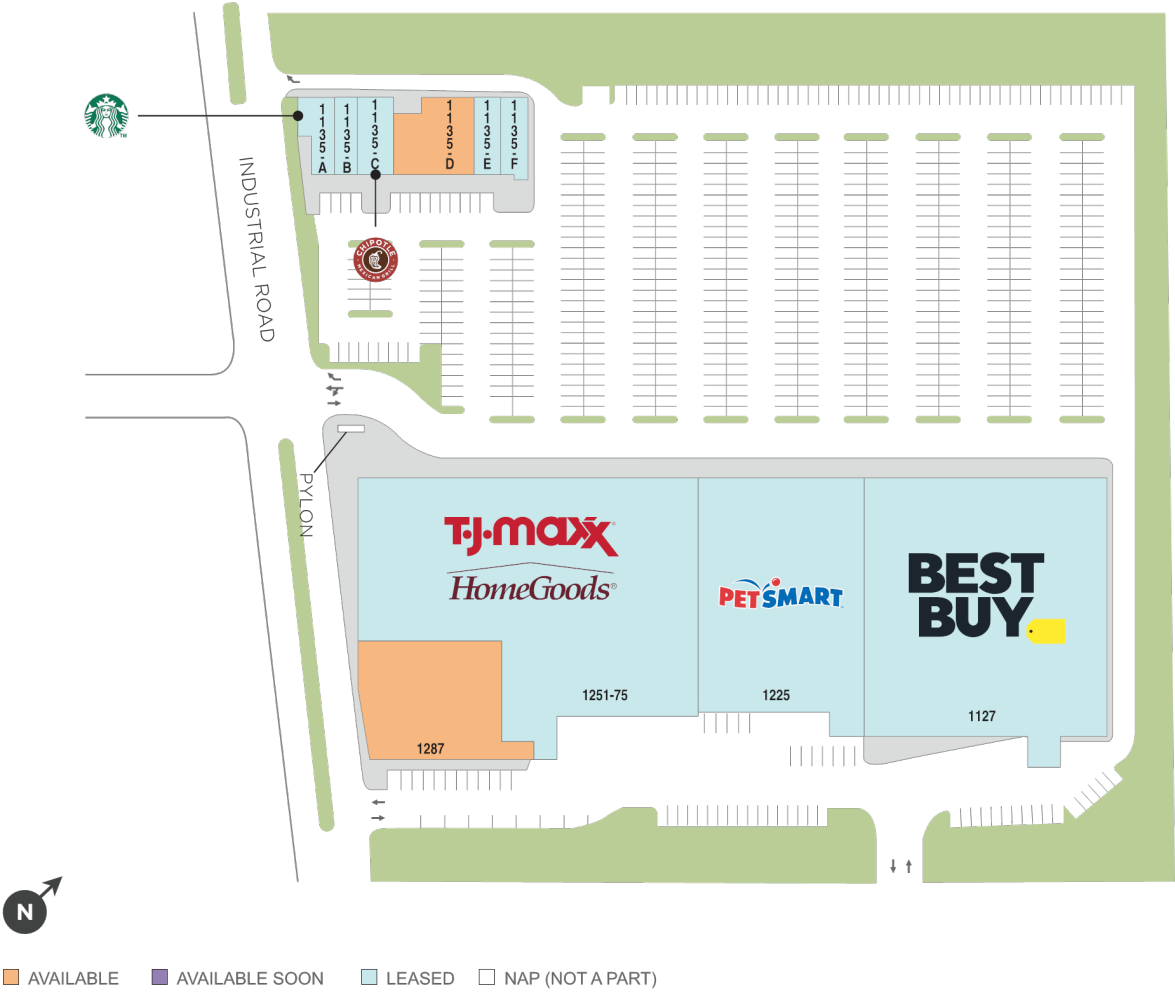 1135-A
1135-B
1135-C
1135-D
1135-E
1135-F
TM
INDUSTRIAL ROAD
CHIPOTLE
MEXICAN GRILL
PYLON
T·J·maxx®
HomeGoods®
PETSMART
BEST
BUY
1251-75
1225
1127
1287
N
AVAILABLE
AVAILABLE SOON
LEASED
NAP (NOT A PART)